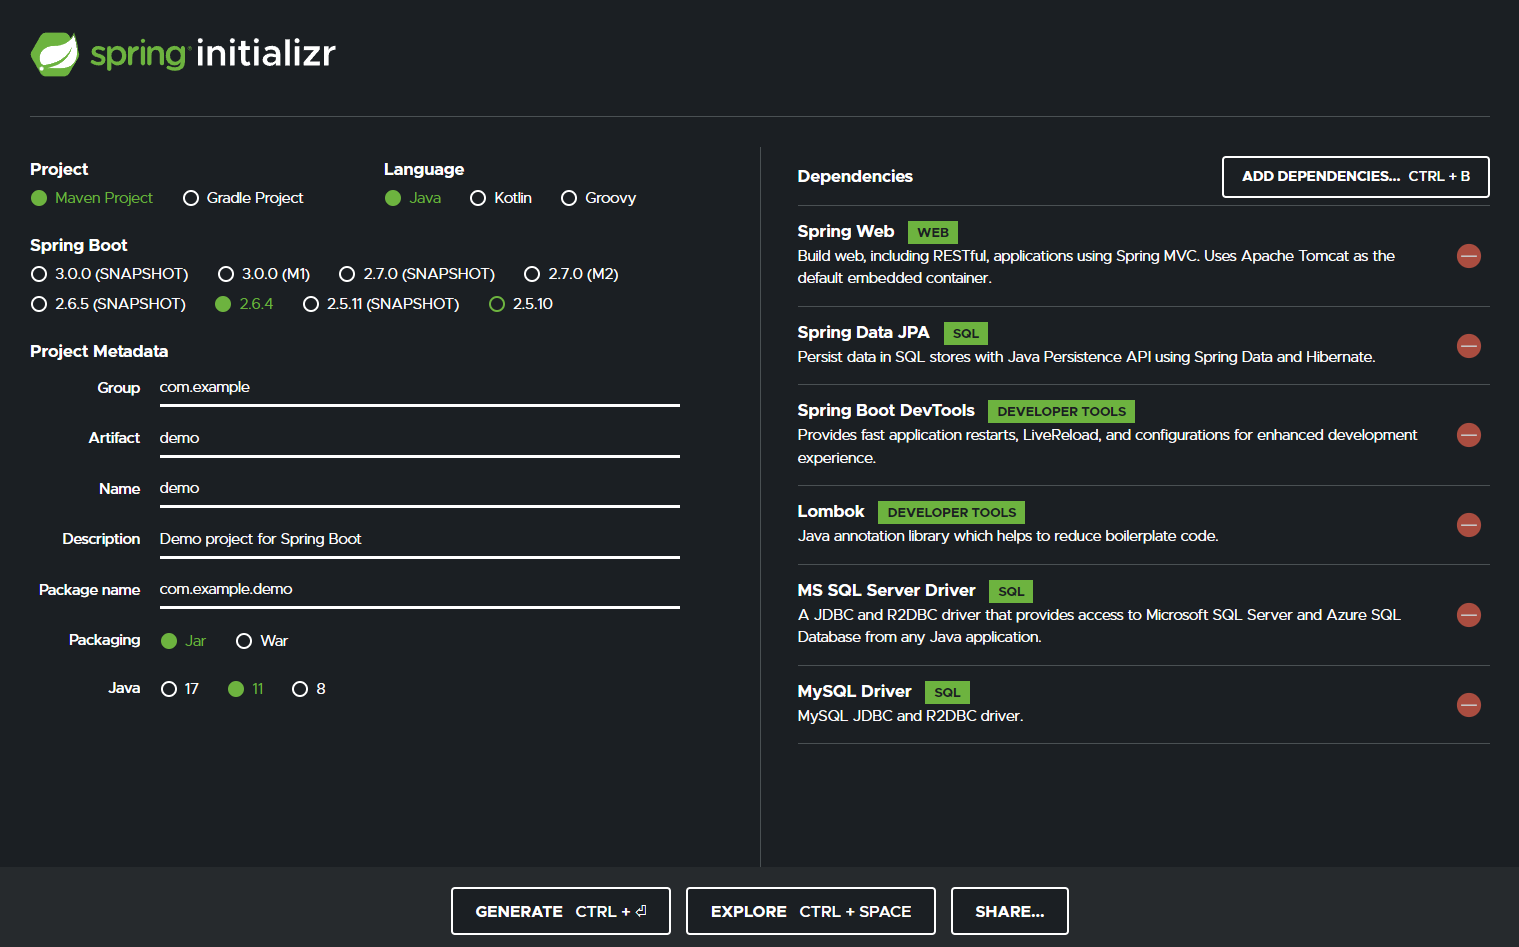 spring initializr
Project
Maven Project Gradle Project
Language
Java Kotlin Groovy
Spring Boot
3.0.0 (SNAPSHOT) 3.0.0 (M1) 2.7.0 (SNAPSHOT) 2.7.0 (M2)
2.6.5 (SNAPSHOT) 2.6.4 2.5.11 (SNAPSHOT) 2.5.10
Project Metadata
Group com.example
Artifact demo
Name demo
Description Demo project for Spring Boot
Package name com.example.demo
Packaging Jar War
Java 17 11 8
Dependencies ADD DEPENDENCIES... CTRL + B
Spring Web WEB
Build web, including RESTful, applications using Spring MVC. Uses Apache Tomcat as the
default embedded container.
Spring Data JPA SQL
Persist data in SQL stores with Java Persistence API using Spring Data and Hibernate.
Spring Boot DevTools DEVELOPER TOOLS
Provides fast application restarts, LiveReload, and configurations for enhanced development
experience.
Lombok DEVELOPER TOOLS
Java annotation library which helps to reduce boilerplate code.
MS SQL Server Driver SQL
A JDBC and R2DBC driver that provides access to Microsoft SQL Server and Azure SQL
Database from any Java application.
MySQL Driver SQL
MySQL JDBC and R2DBC driver.
GENERATE CTRL + ⏎ EXPLORE CTRL + SPACE SHARE...